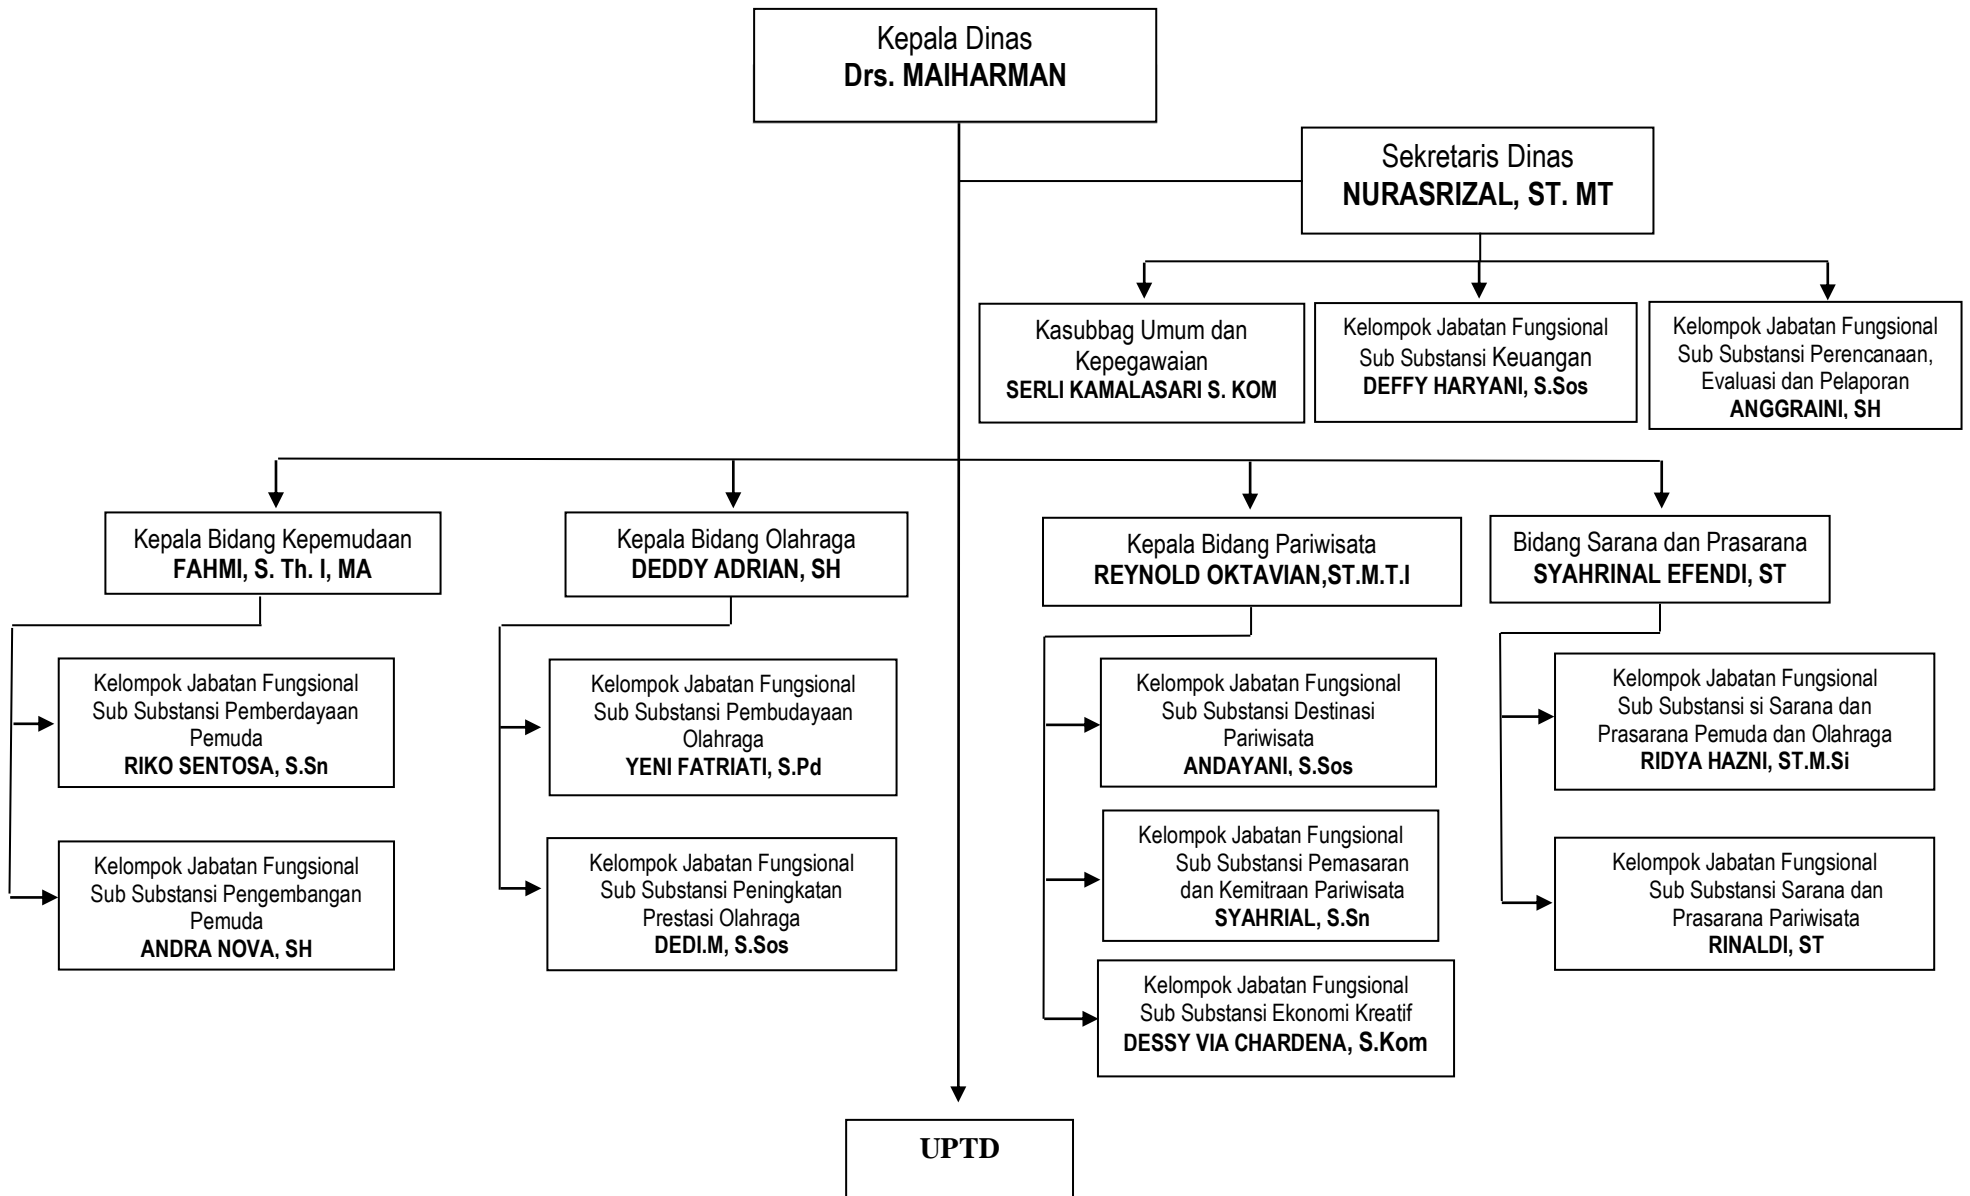 Kepala Dinas
Drs. MAIHARMAN
Sekretaris Dinas
NURASRIZAL, ST. MT
Kasubbag Umum dan
Kepegawaian
SERLI KAMALASARI S. KOM
Kelompok Jabatan Fungsional
Sub Substansi Keuangan
DEFFY HARYANI, S.Sos
Kelompok Jabatan Fungsional
Sub Substansi Perencanaan,
Evaluasi dan Pelaporan
ANGGRAINI, SH
Kepala Bidang Kepemudaan
FAHMI, S. Th. I, MA
Kepala Bidang Olahraga
DEDDY ADRIAN, SH
Kepala Bidang Pariwisata
REYNOLD OKTAVIAN,ST.M.T.I
Bidang Sarana dan Prasarana
SYAHRINAL EFENDI, ST
Kelompok Jabatan Fungsional
Sub Substansi Pemberdayaan
Pemuda
RIKO SENTOSA, S.Sn
Kelompok Jabatan Fungsional
Sub Substansi Pembudayaan
Olahraga
YENI FATRIATI, S.Pd
Kelompok Jabatan Fungsional
Sub Substansi Destinasi
Pariwisata
ANDAYANI, S.Sos
Kelompok Jabatan Fungsional
Sub Substansi si Sarana dan
Prasarana Pemuda dan Olahraga
RIDYA HAZNI, ST.M.Si
Kelompok Jabatan Fungsional
Sub Substansi Pengembangan
Pemuda
ANDRA NOVA, SH
Kelompok Jabatan Fungsional
Sub Substansi Peningkatan
Prestasi Olahraga
DEDI.M, S.Sos
Kelompok Jabatan Fungsional
Sub Substansi Pemasaran
dan Kemitraan Pariwisata
SYAHRIAL, S.Sn
Kelompok Jabatan Fungsional
Sub Substansi Sarana dan
Prasarana Pariwisata
RINALDI, ST
Kelompok Jabatan Fungsional
Sub Substansi Ekonomi Kreatif
DESSY VIA CHARDENA, S.Kom
UPTD